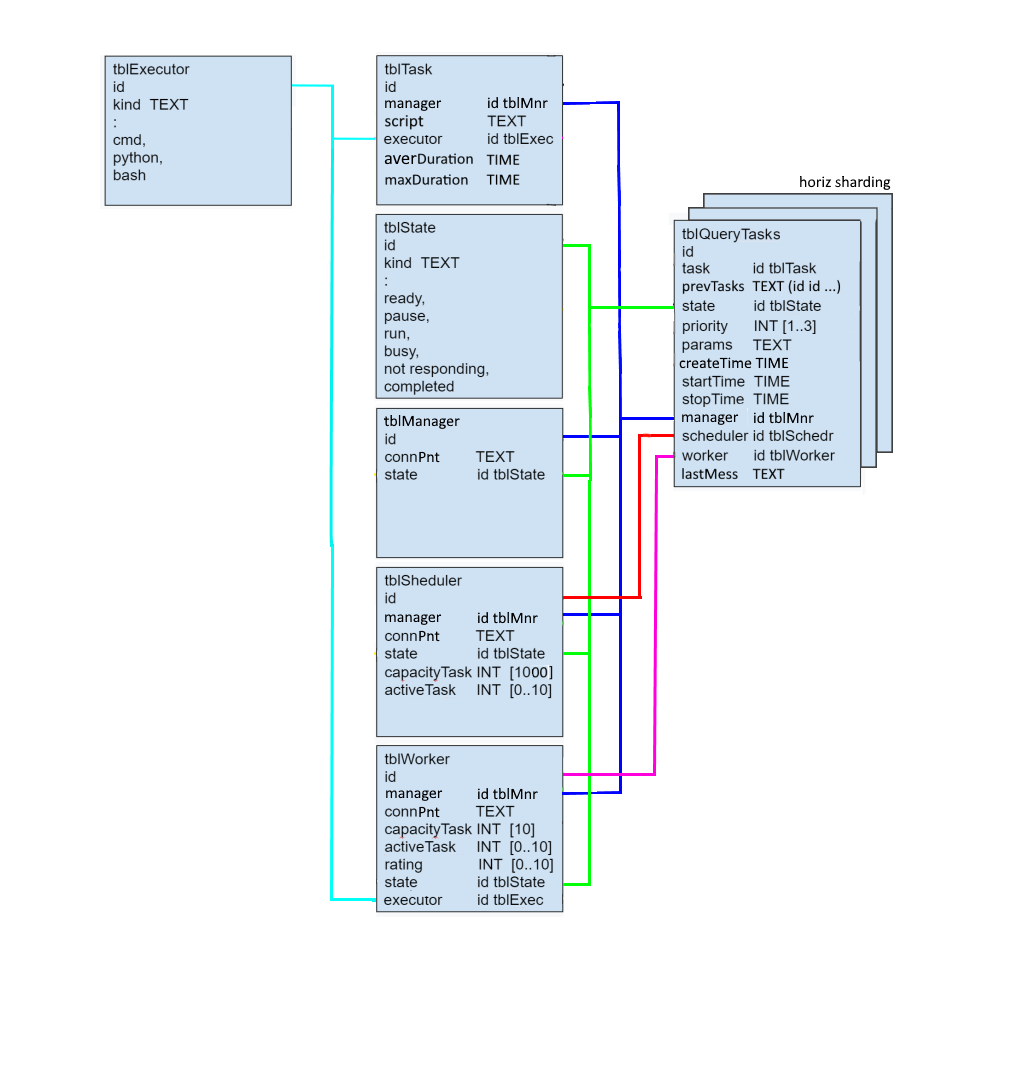 tblExecutor
id
kind TEXT
:
cmd,
python,
bash
tblTask
id
manager id tblMnr
script TEXT
executor id tblExec
averDuration TIME
maxDuration TIME
tblState
id
kind TEXT
:
ready,
pause,
run,
busy,
not responding,
completed
tblManager
id
connPnt TEXT
state id tblState
tblSheduler
id
manager id tblMnr
connPnt TEXT
state id tblState
capacityTask INT [1000]
activeTask INT [0..10]
tblWorker
id
manager id tblMnr
connPnt TEXT
capacityTask INT [10]
activeTask INT [0..10]
rating INT [0..10]
state id tblState
executor id tblExec
horiz sharding
tblQueryTasks
id
task id tblTask
prevTasks TEXT (id id ...)
state id tblState
priority INT [1..3]
params TEXT
createTime TIME
startTime TIME
stopTime TIME
manager id tblMnr
scheduler id tblSchedr
worker id tblWorker
lastMess TEXT